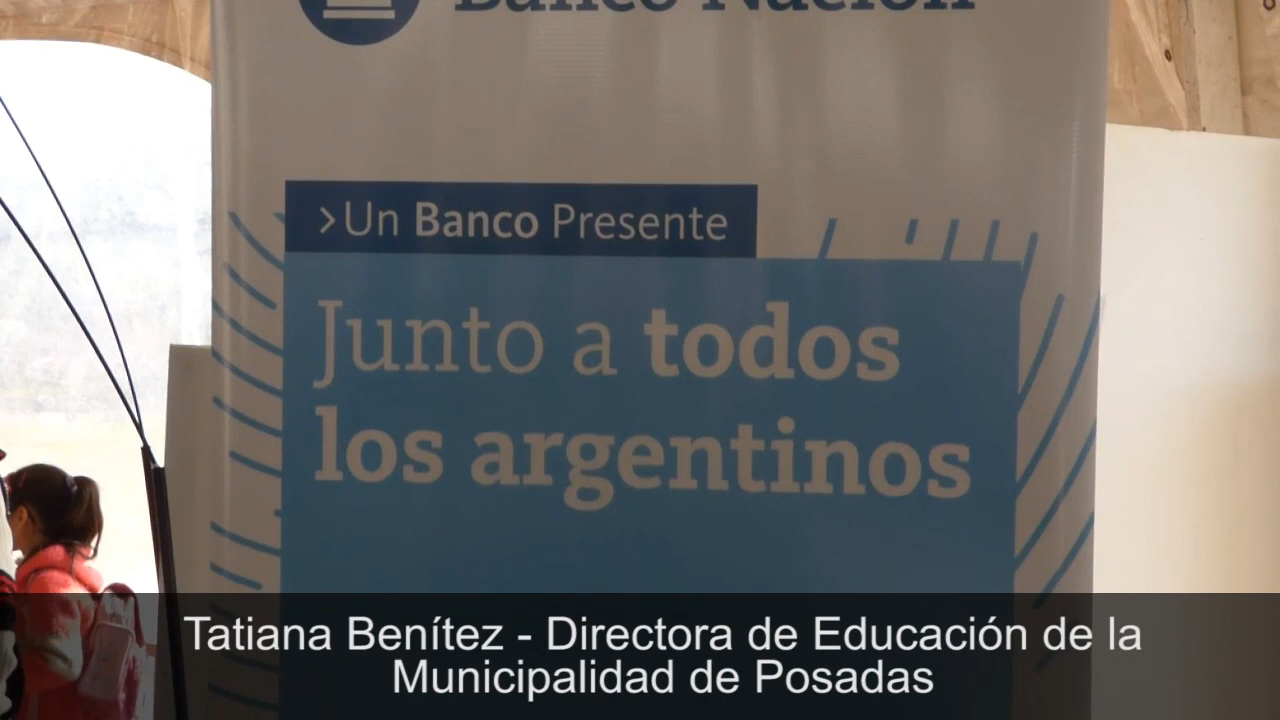 Banco Nación
>Un Banco Presente
Junto a todos
los argentinos
Tatiana Benítez - Directora de Educación de la
Municipalidad de Posadas